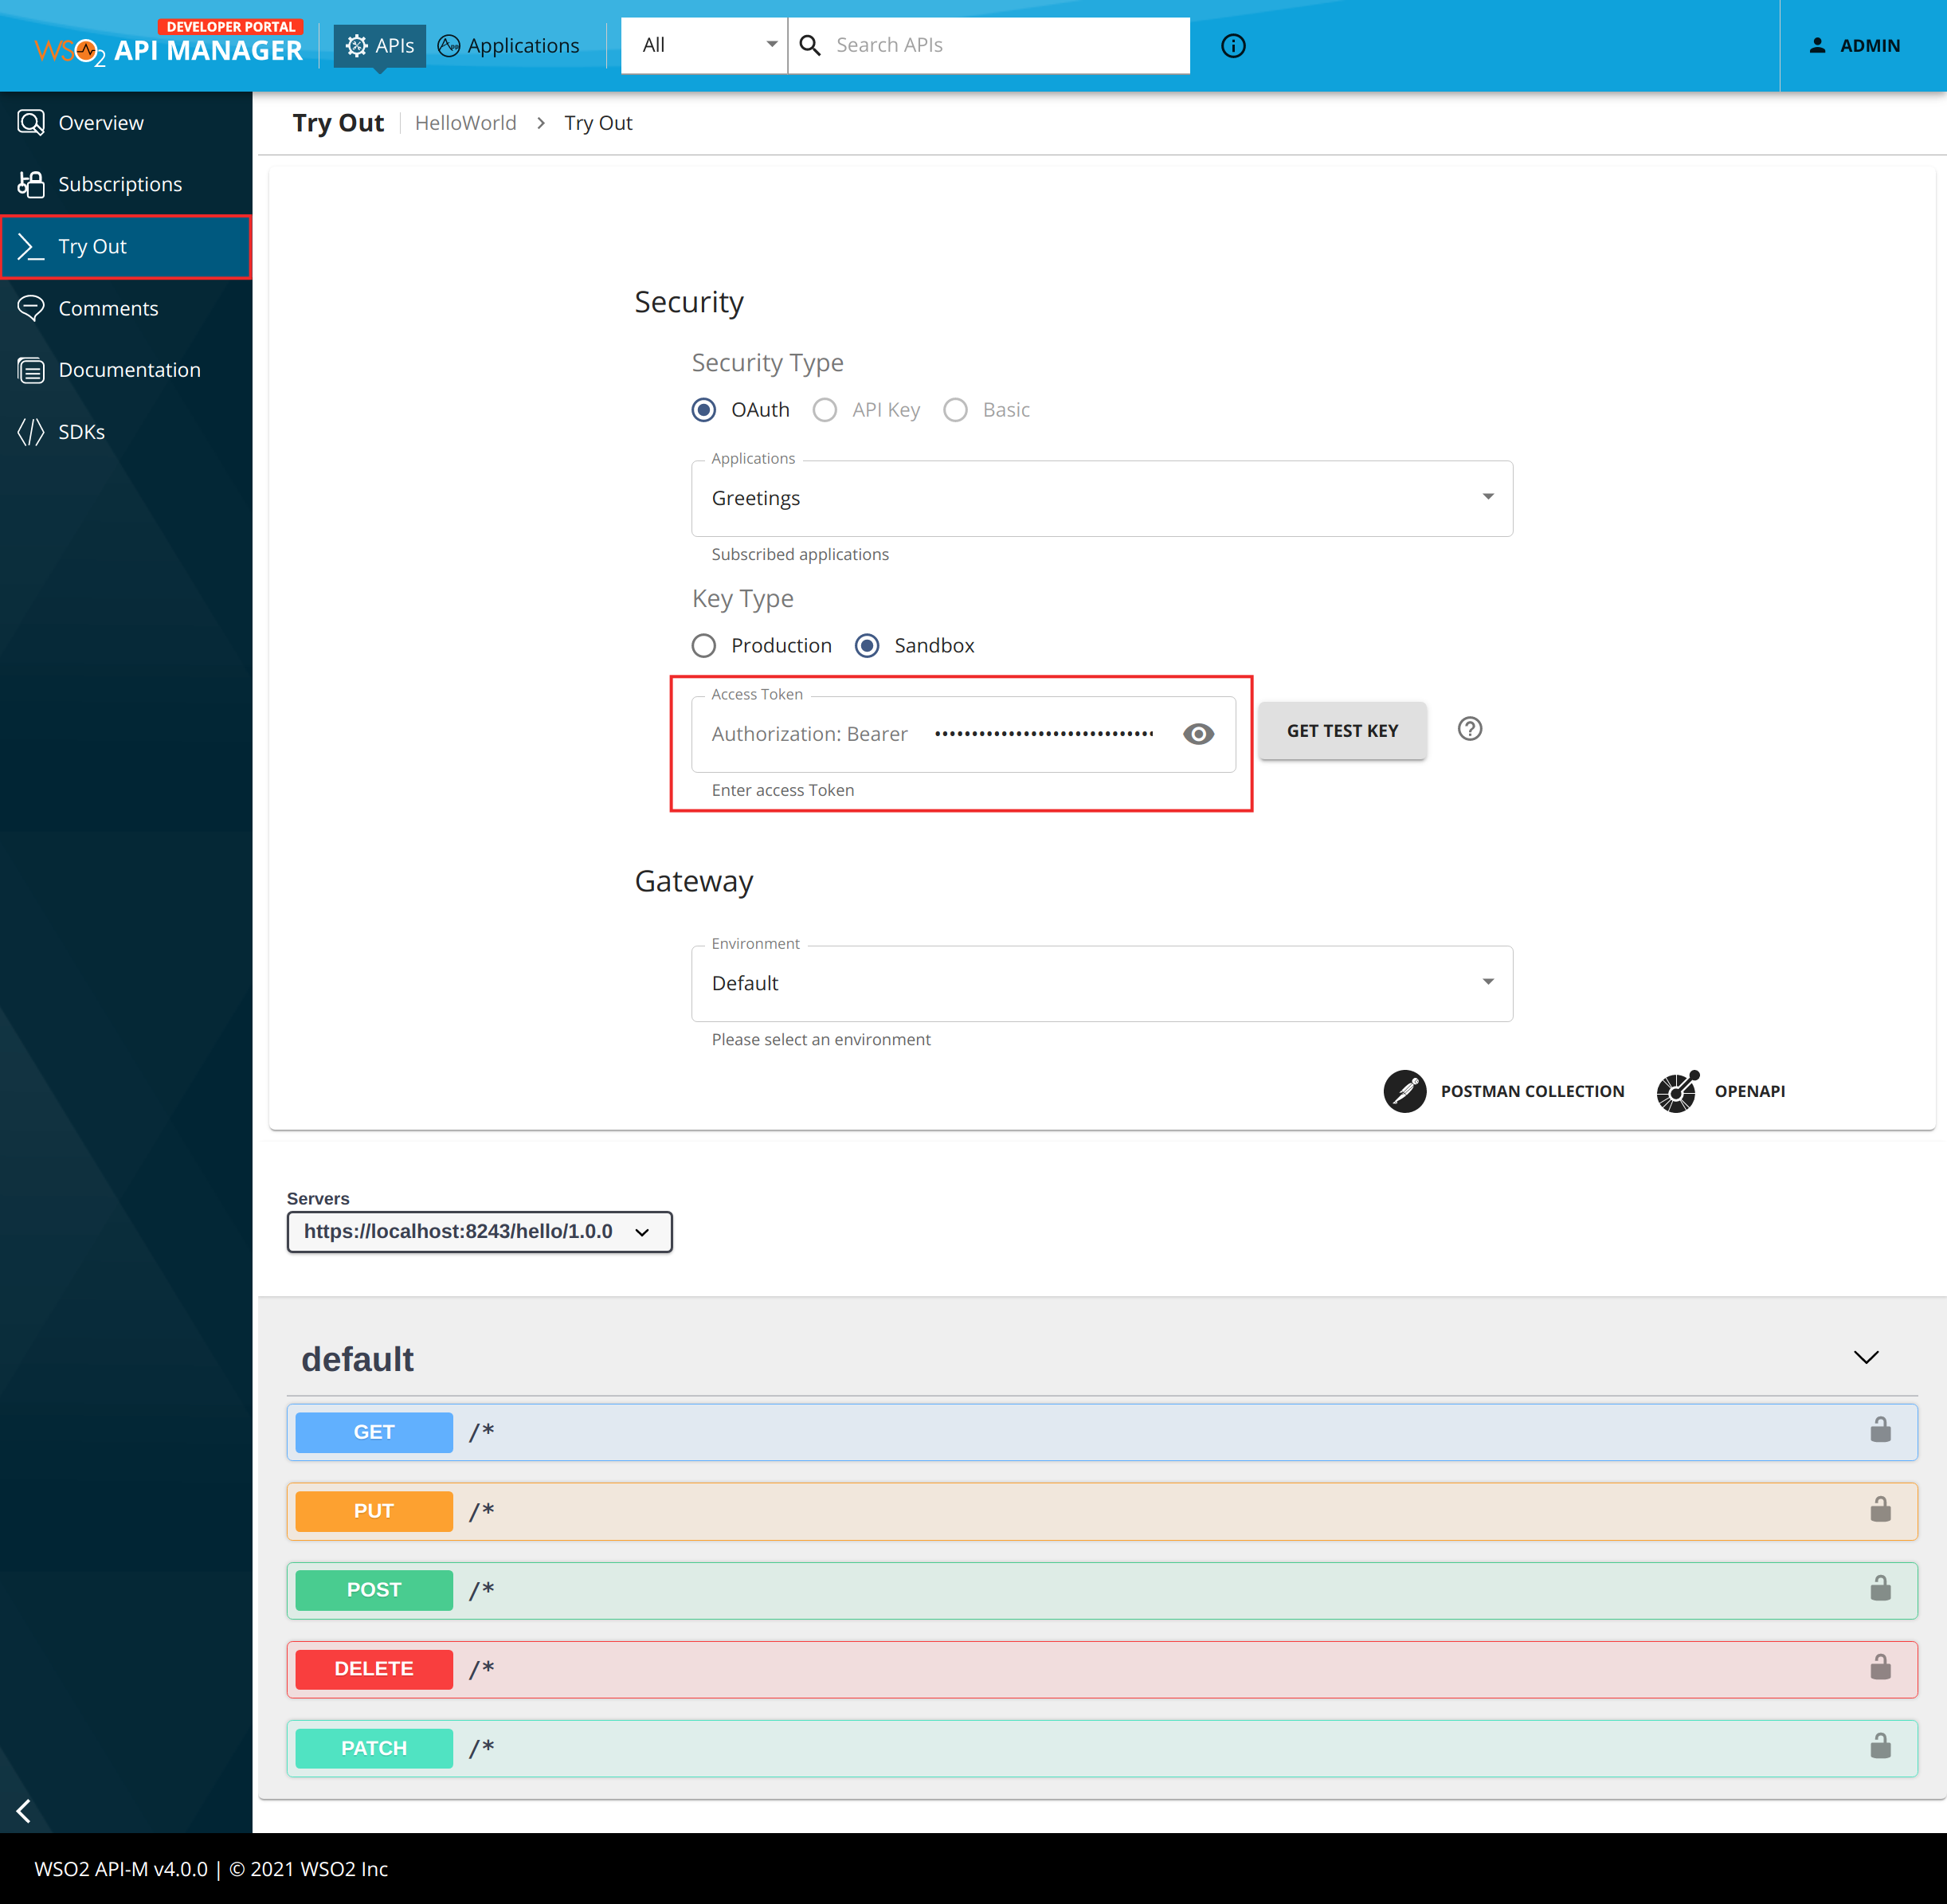 DEVELOPER PORTAL
WSO2 API MANAGER
APIs
Applications
All
Search APIs
ADMIN
Overview
Subscriptions
Try Out
Comments
Documentation
SDKs
Try Out HelloWorld > Try Out
Security
Security Type
OAuth API Key Basic
Applications
Greetings
Subscribed applications
Key Type
Production Sandbox
Access Token
Authorization: Bearer ••••••••••••••••••••••••••••••
GET TEST KEY
Enter access Token
Gateway
Environment
Default
Please select an environment
POSTMAN COLLECTION
OPENAPI
Servers
https://localhost:8243/hello/1.0.0
default
GET /*
PUT /*
POST /*
DELETE /*
PATCH /*
WSO2 API-M v4.0.0 | © 2021 WSO2 Inc